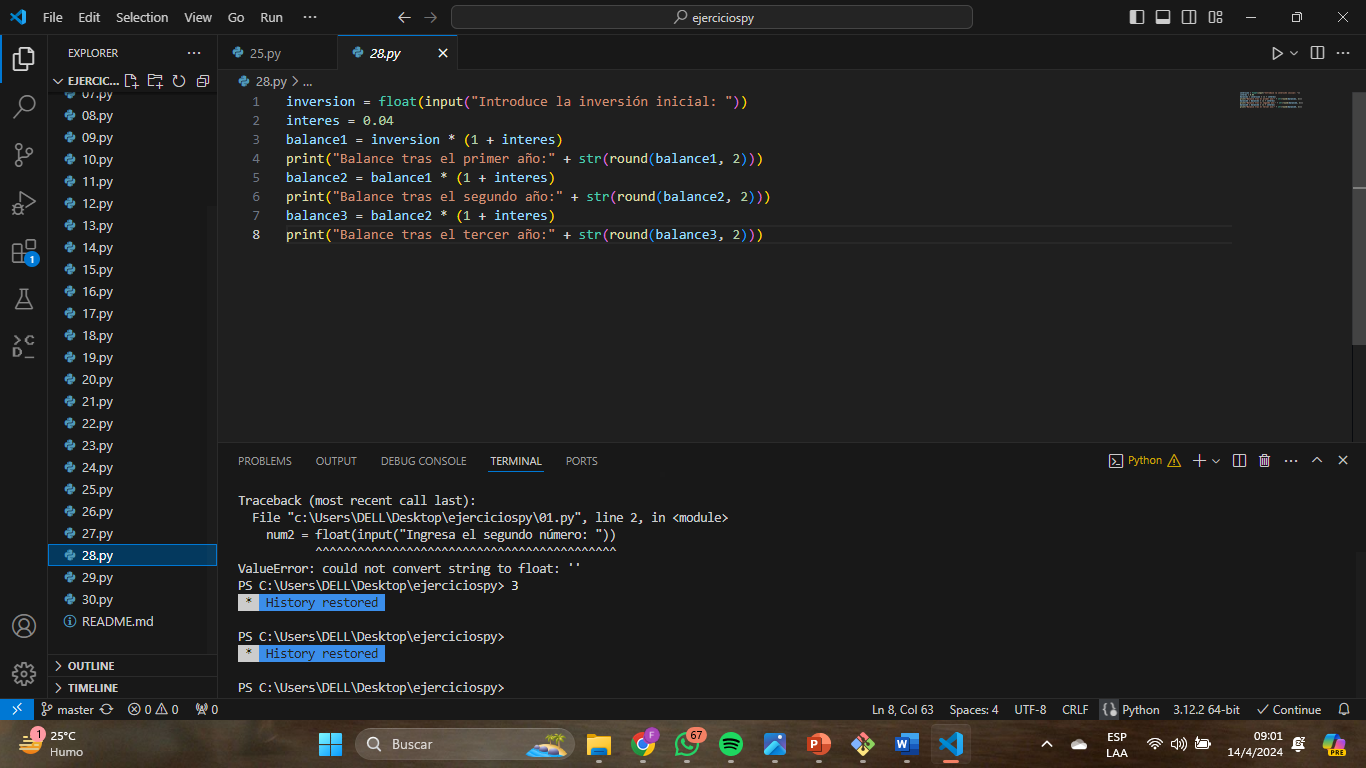 File Edit Selection View Go Run ···
ejerciciospy
EXPLORER ···
EJERCIC...
07.py
08.py
09.py
10.py
11.py
12.py
13.py
14.py
15.py
16.py
17.py
18.py
19.py
20.py
21.py
22.py
23.py
24.py
25.py
26.py
27.py
28.py
29.py
30.py
README.md
OUTLINE
TIMELINE
1
25.py
28.py
28.py > ...
1 inversion = float(input("Introduce la inversión inicial: "))
2 interes = 0.04
3 balance1 = inversion * (1 + interes)
4 print("Balance tras el primer año:" + str(round(balance1, 2)))
5 balance2 = balance1 * (1 + interes)
6 print("Balance tras el segundo año:" + str(round(balance2, 2)))
7 balance3 = balance2 * (1 + interes)
8 print("Balance tras el tercer año:" + str(round(balance3, 2)))
PROBLEMS OUTPUT DEBUG CONSOLE TERMINAL PORTS
Python
Traceback (most recent call last):
  File "c:\Users\DELL\Desktop\ejerciciospy\01.py", line 2, in <module>
    num2 = float(input("Ingresa el segundo número: "))
           ^^^^^^^^^^^^^^^^^^^^^^^^^^^^^^^^^^^^^^^^^^^
ValueError: could not convert string to float: ''
PS C:\Users\DELL\Desktop\ejerciciospy> 3
* History restored
PS C:\Users\DELL\Desktop\ejerciciospy>
* History restored
PS C:\Users\DELL\Desktop\ejerciciospy>
master 0 0 0
Ln 8, Col 63 Spaces: 4 UTF-8 CRLF Python 3.12.2 64-bit Continue
1
25°C
Humo
Buscar
F
67
ESP
LAA
09:01
14/4/2024
PRE